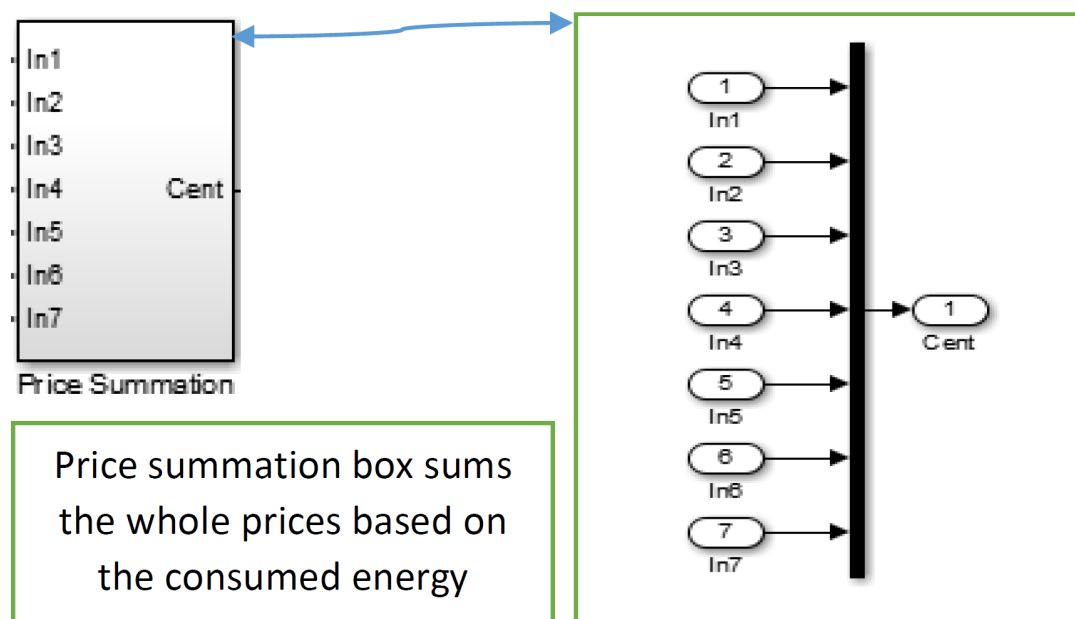 In1
In2
In3
In4
In5
In6
In7
Cent
Price Summation
Price summation box sums
the whole prices based on
the consumed energy
1
In1
2
In2
3
In3
4
In4
5
In5
6
In6
7
In7
1
Cent